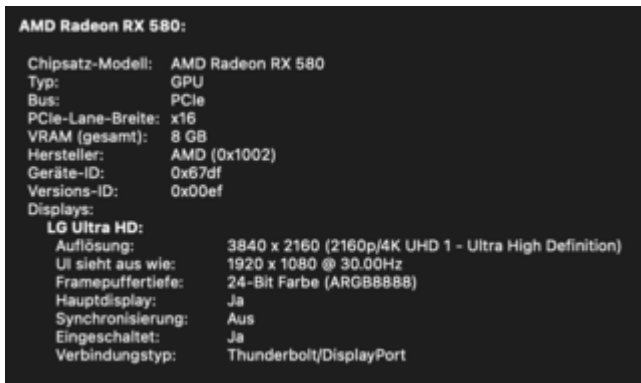 AMD Radeon RX 580:
Chipsatz-Modell: AMD Radeon RX 580
Typ: GPU
Bus: PCIe
PCIe-Lane-Breite: x16
VRAM (gesamt): 8 GB
Hersteller: AMD (0x1002)
Geräte-ID: 0x67df
Versions-ID: 0x00ef
Displays:
LG Ultra HD:
Auflösung: 3840 x 2160 (2160p/4K UHD 1 - Ultra High Definition)
UI sieht aus wie: 1920 x 1080 @ 30.00Hz
Framepuffertiefe: 24-Bit Farbe (ARGB8888)
Hauptdisplay: Ja
Synchronisierung: Aus
Eingeschaltet: Ja
Verbindungstyp: Thunderbolt/DisplayPort